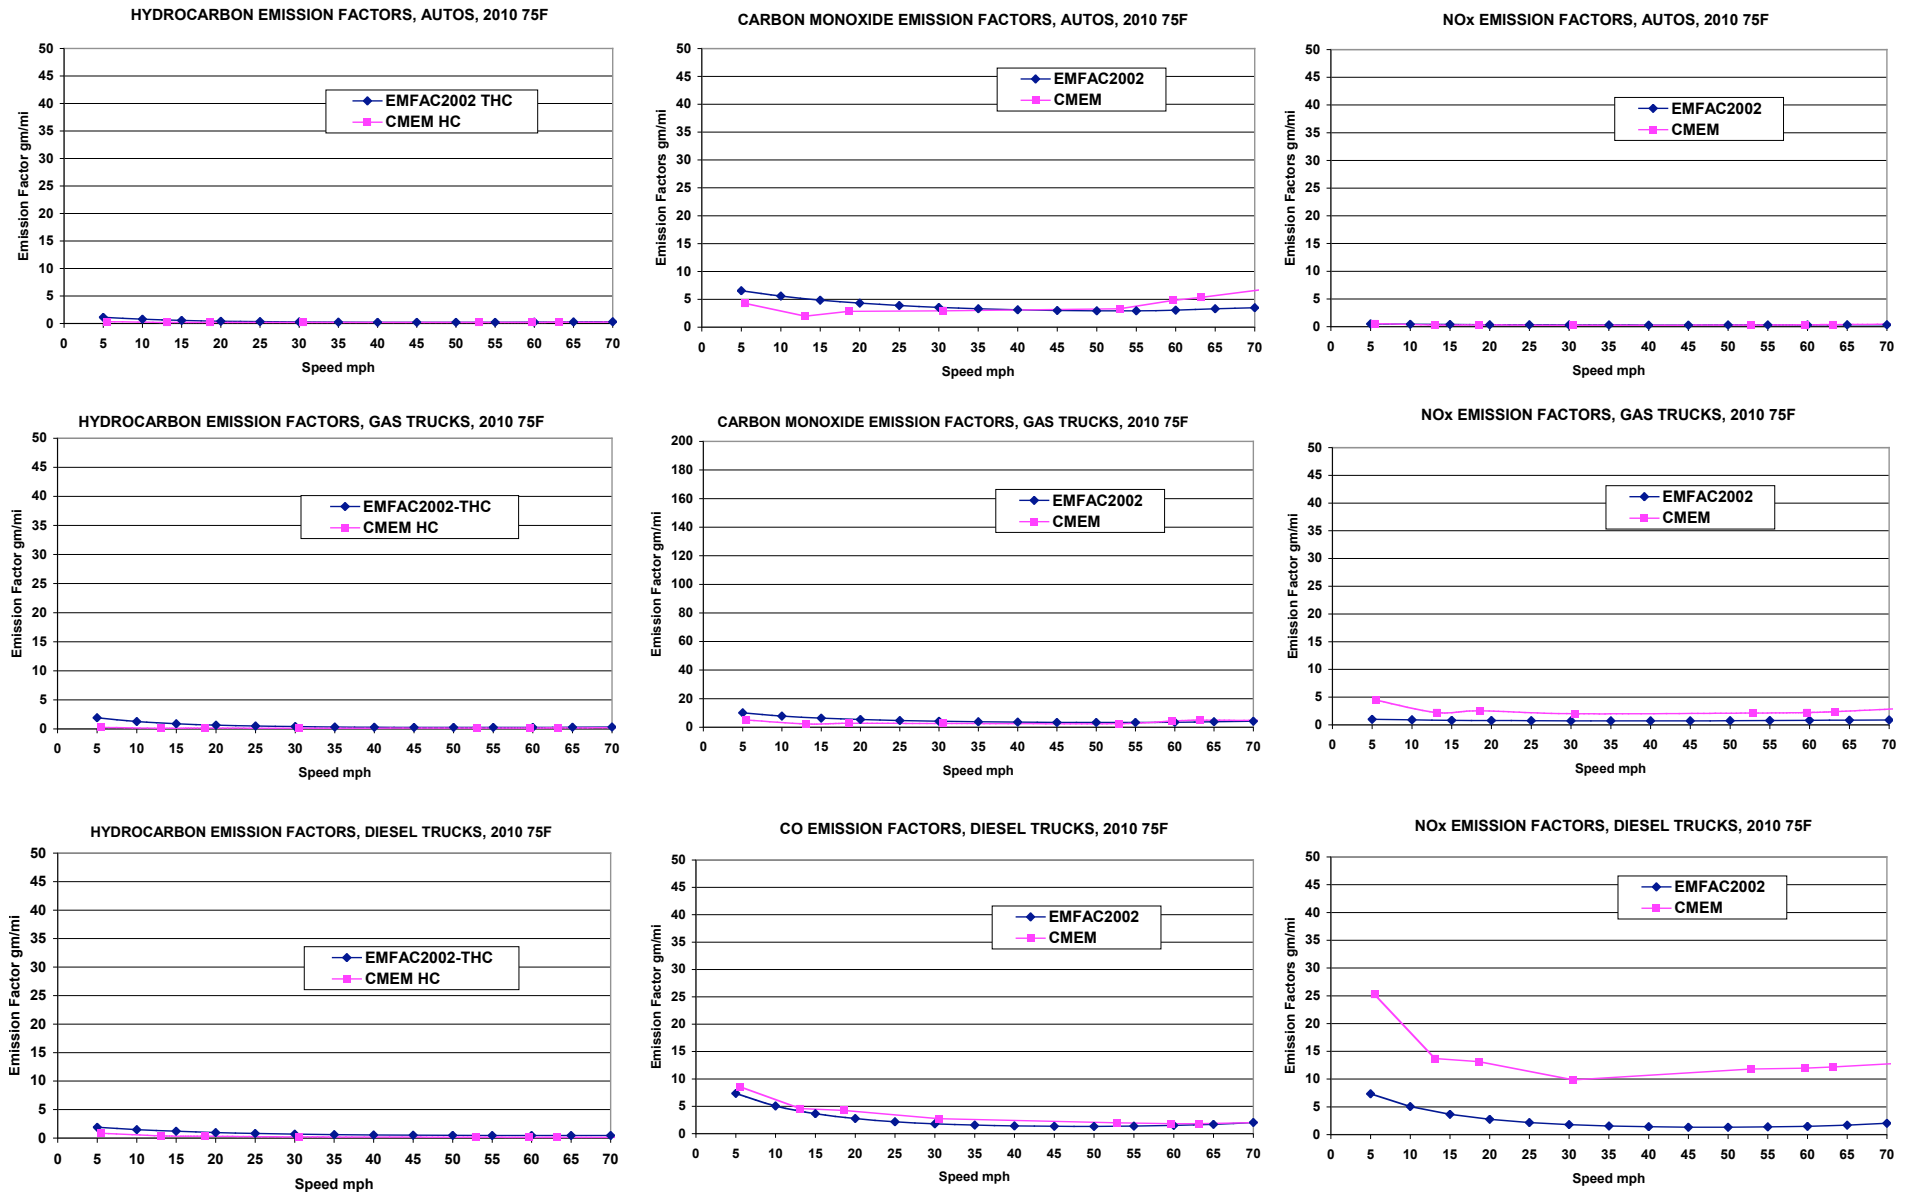 HYDROCARBON EMISSION FACTORS, AUTOS, 2010 75F
50
45
40
35
30
25
20
15
10
5
0
Emission Factor gm/mi
EMFAC2002 THC
CMEM HC
0 5 10 15 20 25 30 35 40 45 50 55 60 65 70
Speed mph
CARBON MONOXIDE EMISSION FACTORS, AUTOS, 2010 75F
50
45
40
35
30
25
20
15
10
5
0
Emission Factors gm/mi
EMFAC2002
CMEM
0 5 10 15 20 25 30 35 40 45 50 55 60 65 70
Speed mph
NOx EMISSION FACTORS, AUTOS, 2010 75F
50
45
40
35
30
25
20
15
10
5
0
Emission Factors gm/mi
EMFAC2002
CMEM
0 5 10 15 20 25 30 35 40 45 50 55 60 65 70
Speed mph
HYDROCARBON EMISSION FACTORS, GAS TRUCKS, 2010 75F
50
45
40
35
30
25
20
15
10
5
0
Emission Factor gm/mi
EMFAC2002-THC
CMEM HC
0 5 10 15 20 25 30 35 40 45 50 55 60 65 70
Speed mph
CARBON MONOXIDE EMISSION FACTORS, GAS TRUCKS, 2010 75F
200
180
160
140
120
100
80
60
40
20
0
Emission Factor gm/mi
EMFAC2002
CMEM
0 5 10 15 20 25 30 35 40 45 50 55 60 65 70
Speed mph
NOx EMISSION FACTORS, GAS TRUCKS, 2010 75F
50
45
40
35
30
25
20
15
10
5
0
Emission Factor gm/mi
EMFAC2002
CMEM
0 5 10 15 20 25 30 35 40 45 50 55 60 65 70
Speed mph
HYDROCARBON EMISSION FACTORS, DIESEL TRUCKS, 2010 75F
50
45
40
35
30
25
20
15
10
5
0
Emission Factor gm/mi
EMFAC2002-THC
CMEM HC
0 5 10 15 20 25 30 35 40 45 50 55 60 65 70
Speed mph
CO EMISSION FACTORS, DIESEL TRUCKS, 2010 75F
50
45
40
35
30
25
20
15
10
5
0
Emission Factor gm/mi
EMFAC2002
CMEM
0 5 10 15 20 25 30 35 40 45 50 55 60 65 70
Speed mph
NOx EMISSION FACTORS, DIESEL TRUCKS, 2010 75F
50
45
40
35
30
25
20
15
10
5
0
Emission Factors gm/mi
EMFAC2002
CMEM
0 5 10 15 20 25 30 35 40 45 50 55 60 65 70
Speed mph